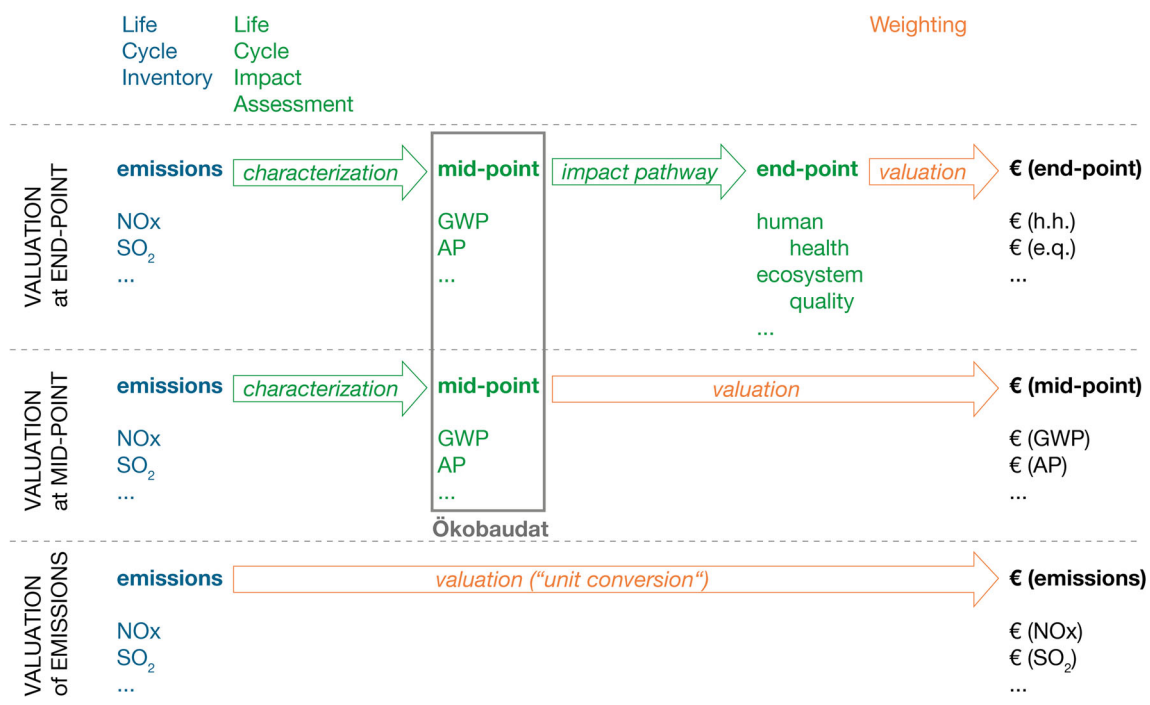 Life
Cycle
Inventory
Life
Cycle
Impact
Assessment
Weighting
VALUATION
at END-POINT
emissions
characterization
mid-point
impact pathway
end-point
valuation
€ (end-point)
NOx
SO2
...
GWP
AP
...
human
health
ecosystem
quality
...
€ (h.h.)
€ (e.q.)
...
VALUATION
at MID-POINT
emissions
characterization
mid-point
valuation
€ (mid-point)
NOx
SO2
...
GWP
AP
...
€ (GWP)
€ (AP)
...
Ökobaudat
VALUATION
of EMISSIONS
emissions
valuation (“unit conversion“)
€ (emissions)
NOx
SO2
...
€ (NOx)
€ (SO2)
...